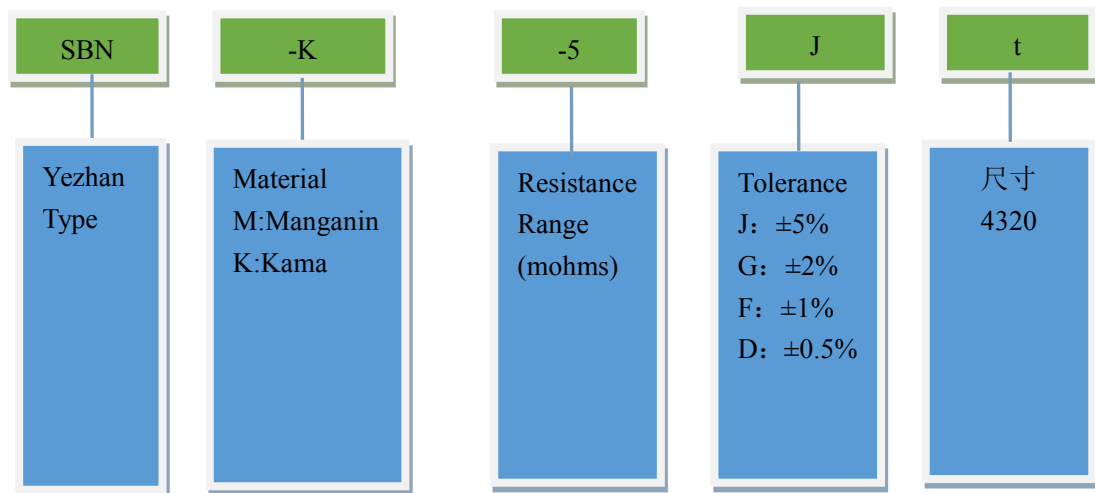 SBN
-K
-5
J
t
Yezhan
Type
Material
M:Manganin
K:Kama
Resistance
Range
(mohms)
Tolerance
J：±5%
G：±2%
F：±1%
D：±0.5%
尺寸
4320